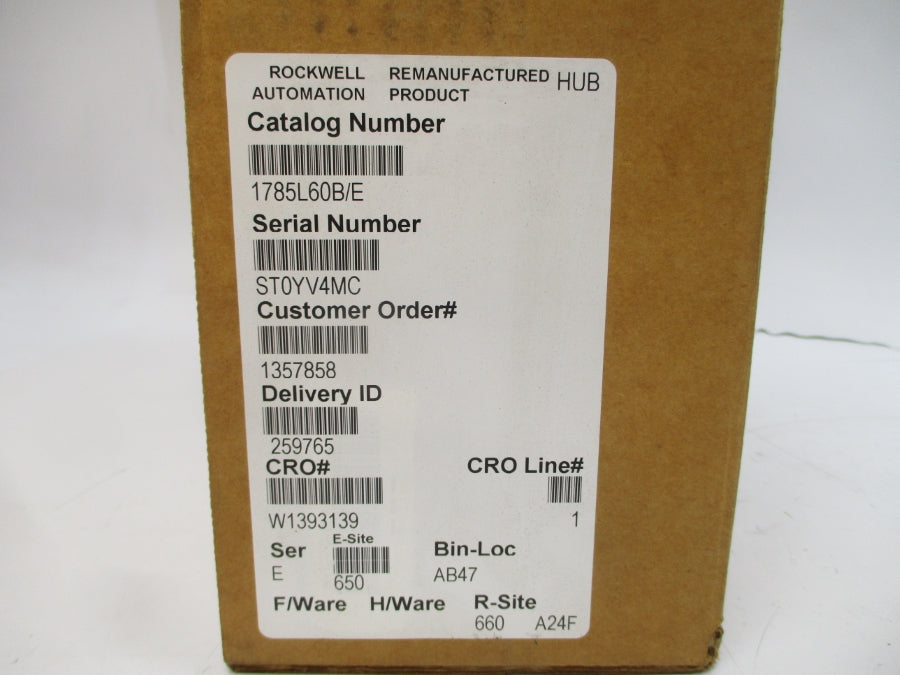 ROCKWELL REMANUFACTURED HUB
AUTOMATION PRODUCT
Catalog Number
1785L60B/E
Serial Number
ST0YV4MC
Customer Order#
1357858
Delivery ID
259765
CRO# CRO Line#
W1393139 1
Ser E-Site Bin-Loc
E 650 AB47
F/Ware H/Ware R-Site
660 A24F